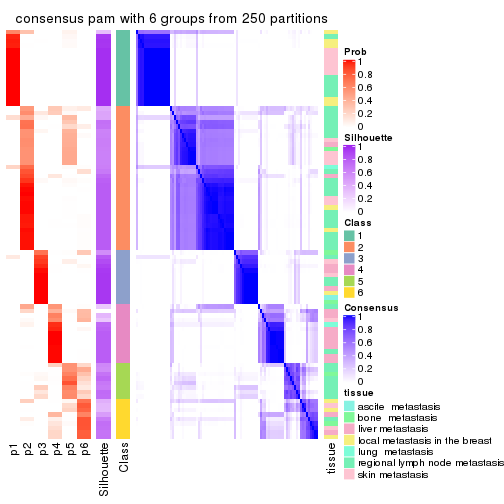 consensus pam with 6 groups from 250 partitions
Prob
1
0.8
0.6
0.4
0.2
0
Silhouette
1
0.8
0.6
0.4
0.2
0
Class
1
2
3
4
5
6
Consensus
1
0.8
0.6
0.4
0.2
0
tissue
ascite metastasis
bone metastasis
liver metastasis
local metastasis in the breast
lung metastasis
regional lymph node metastasis
skin metastasis
p1
p2
p3
p4
p5
p6
Silhouette
Class
tissue